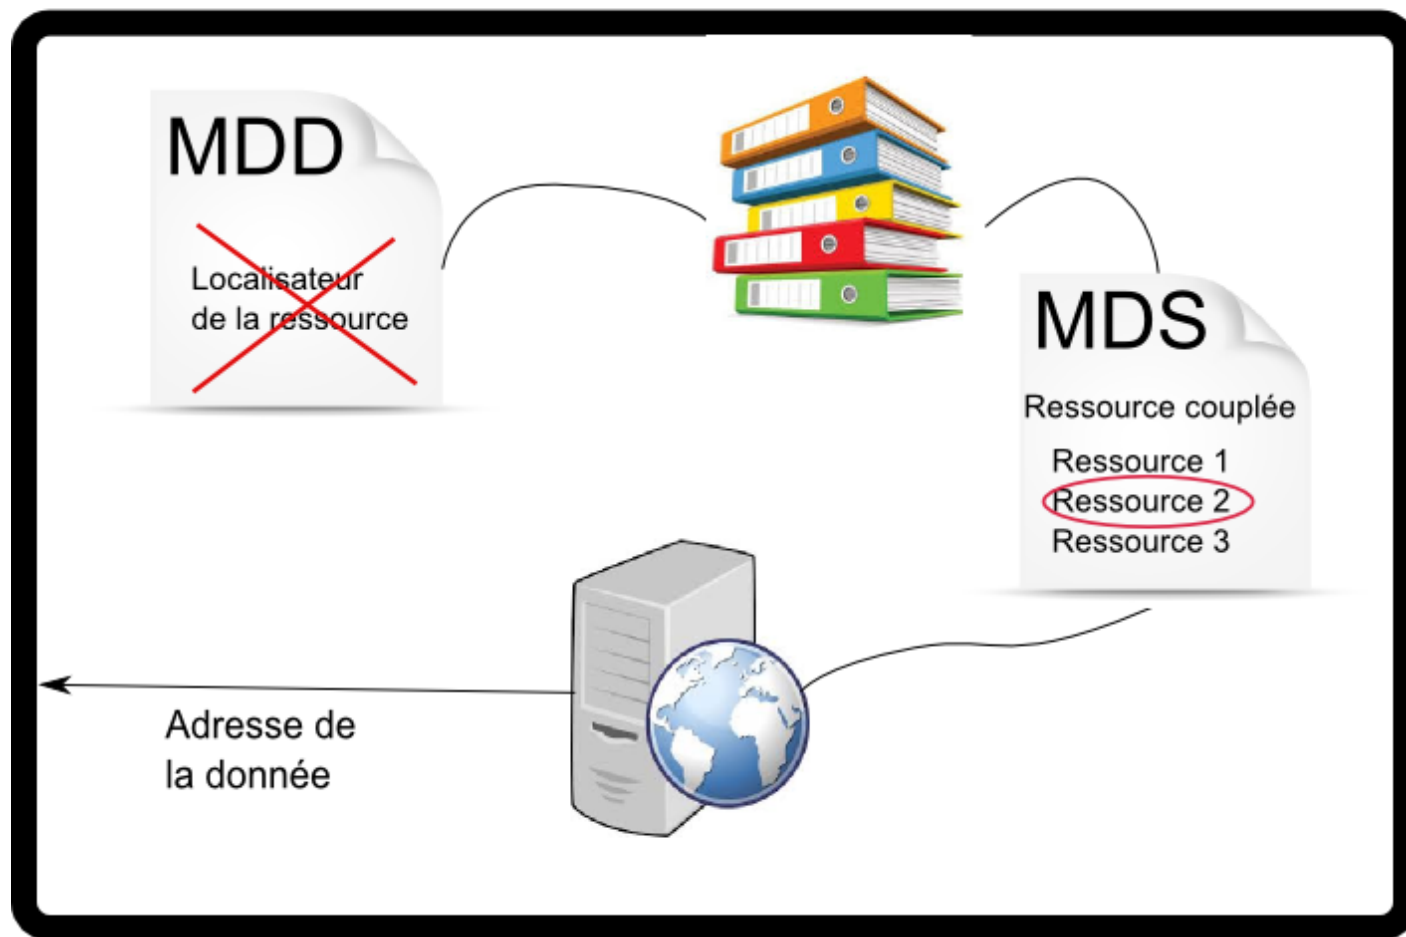 MDD
Localisateur
de la ressource
MDS
Ressource couplée
Ressource 1
Ressource 2
Ressource 3
Adresse de
la donnée